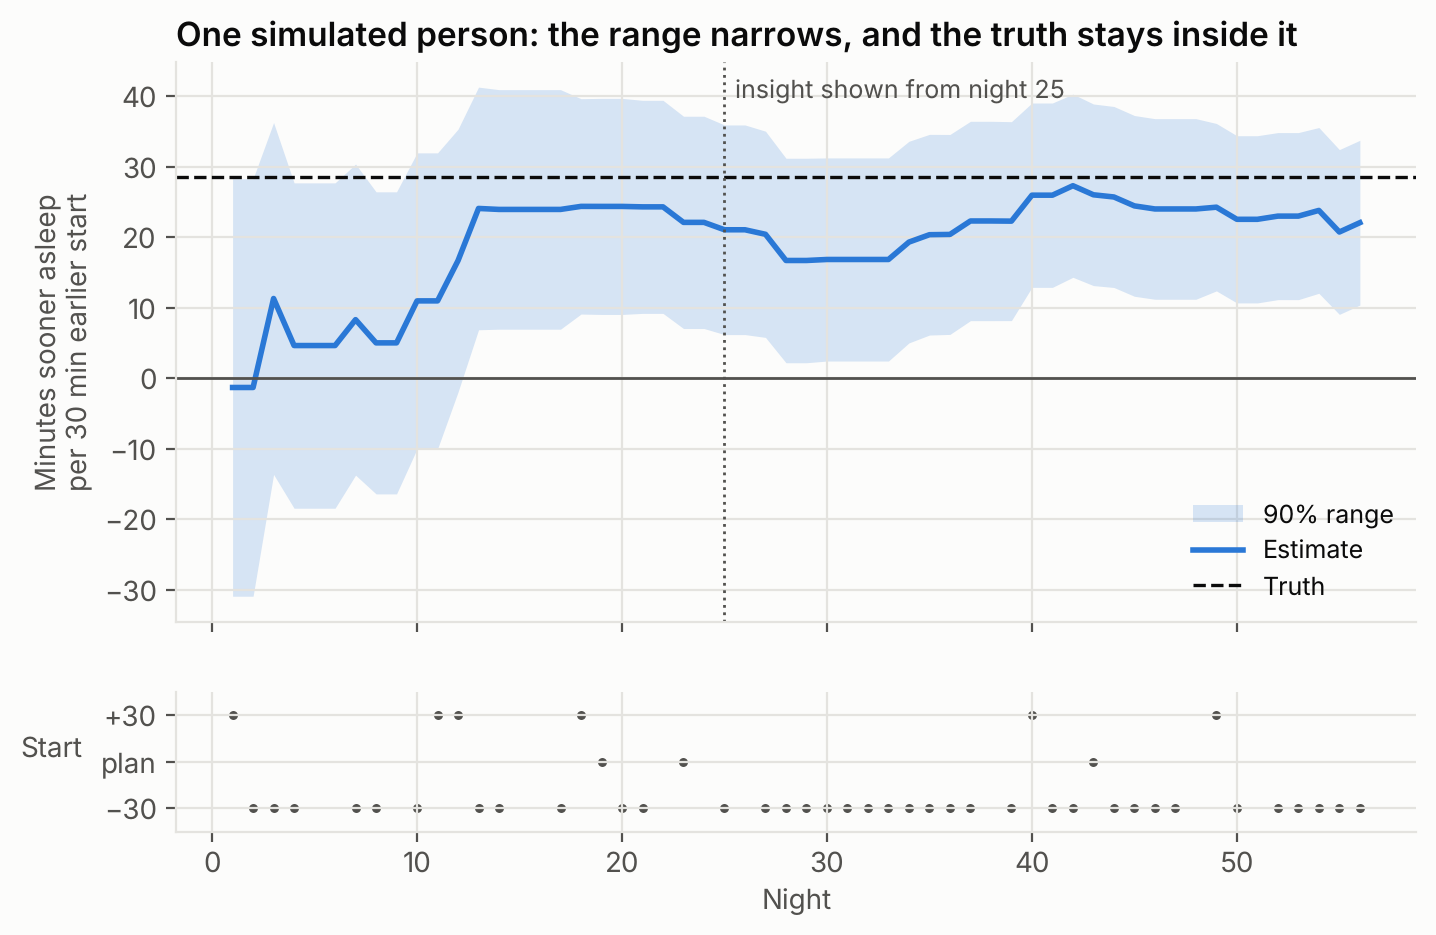 One simulated person: the range narrows, and the truth stays inside it
insight shown from night 25
Minutes sooner asleep
per 30 min earlier start
40
30
20
10
0
−10
−20
−30
90% range
Estimate
Truth
Start
+30
plan
−30
0 10 20 30 40 50
Night